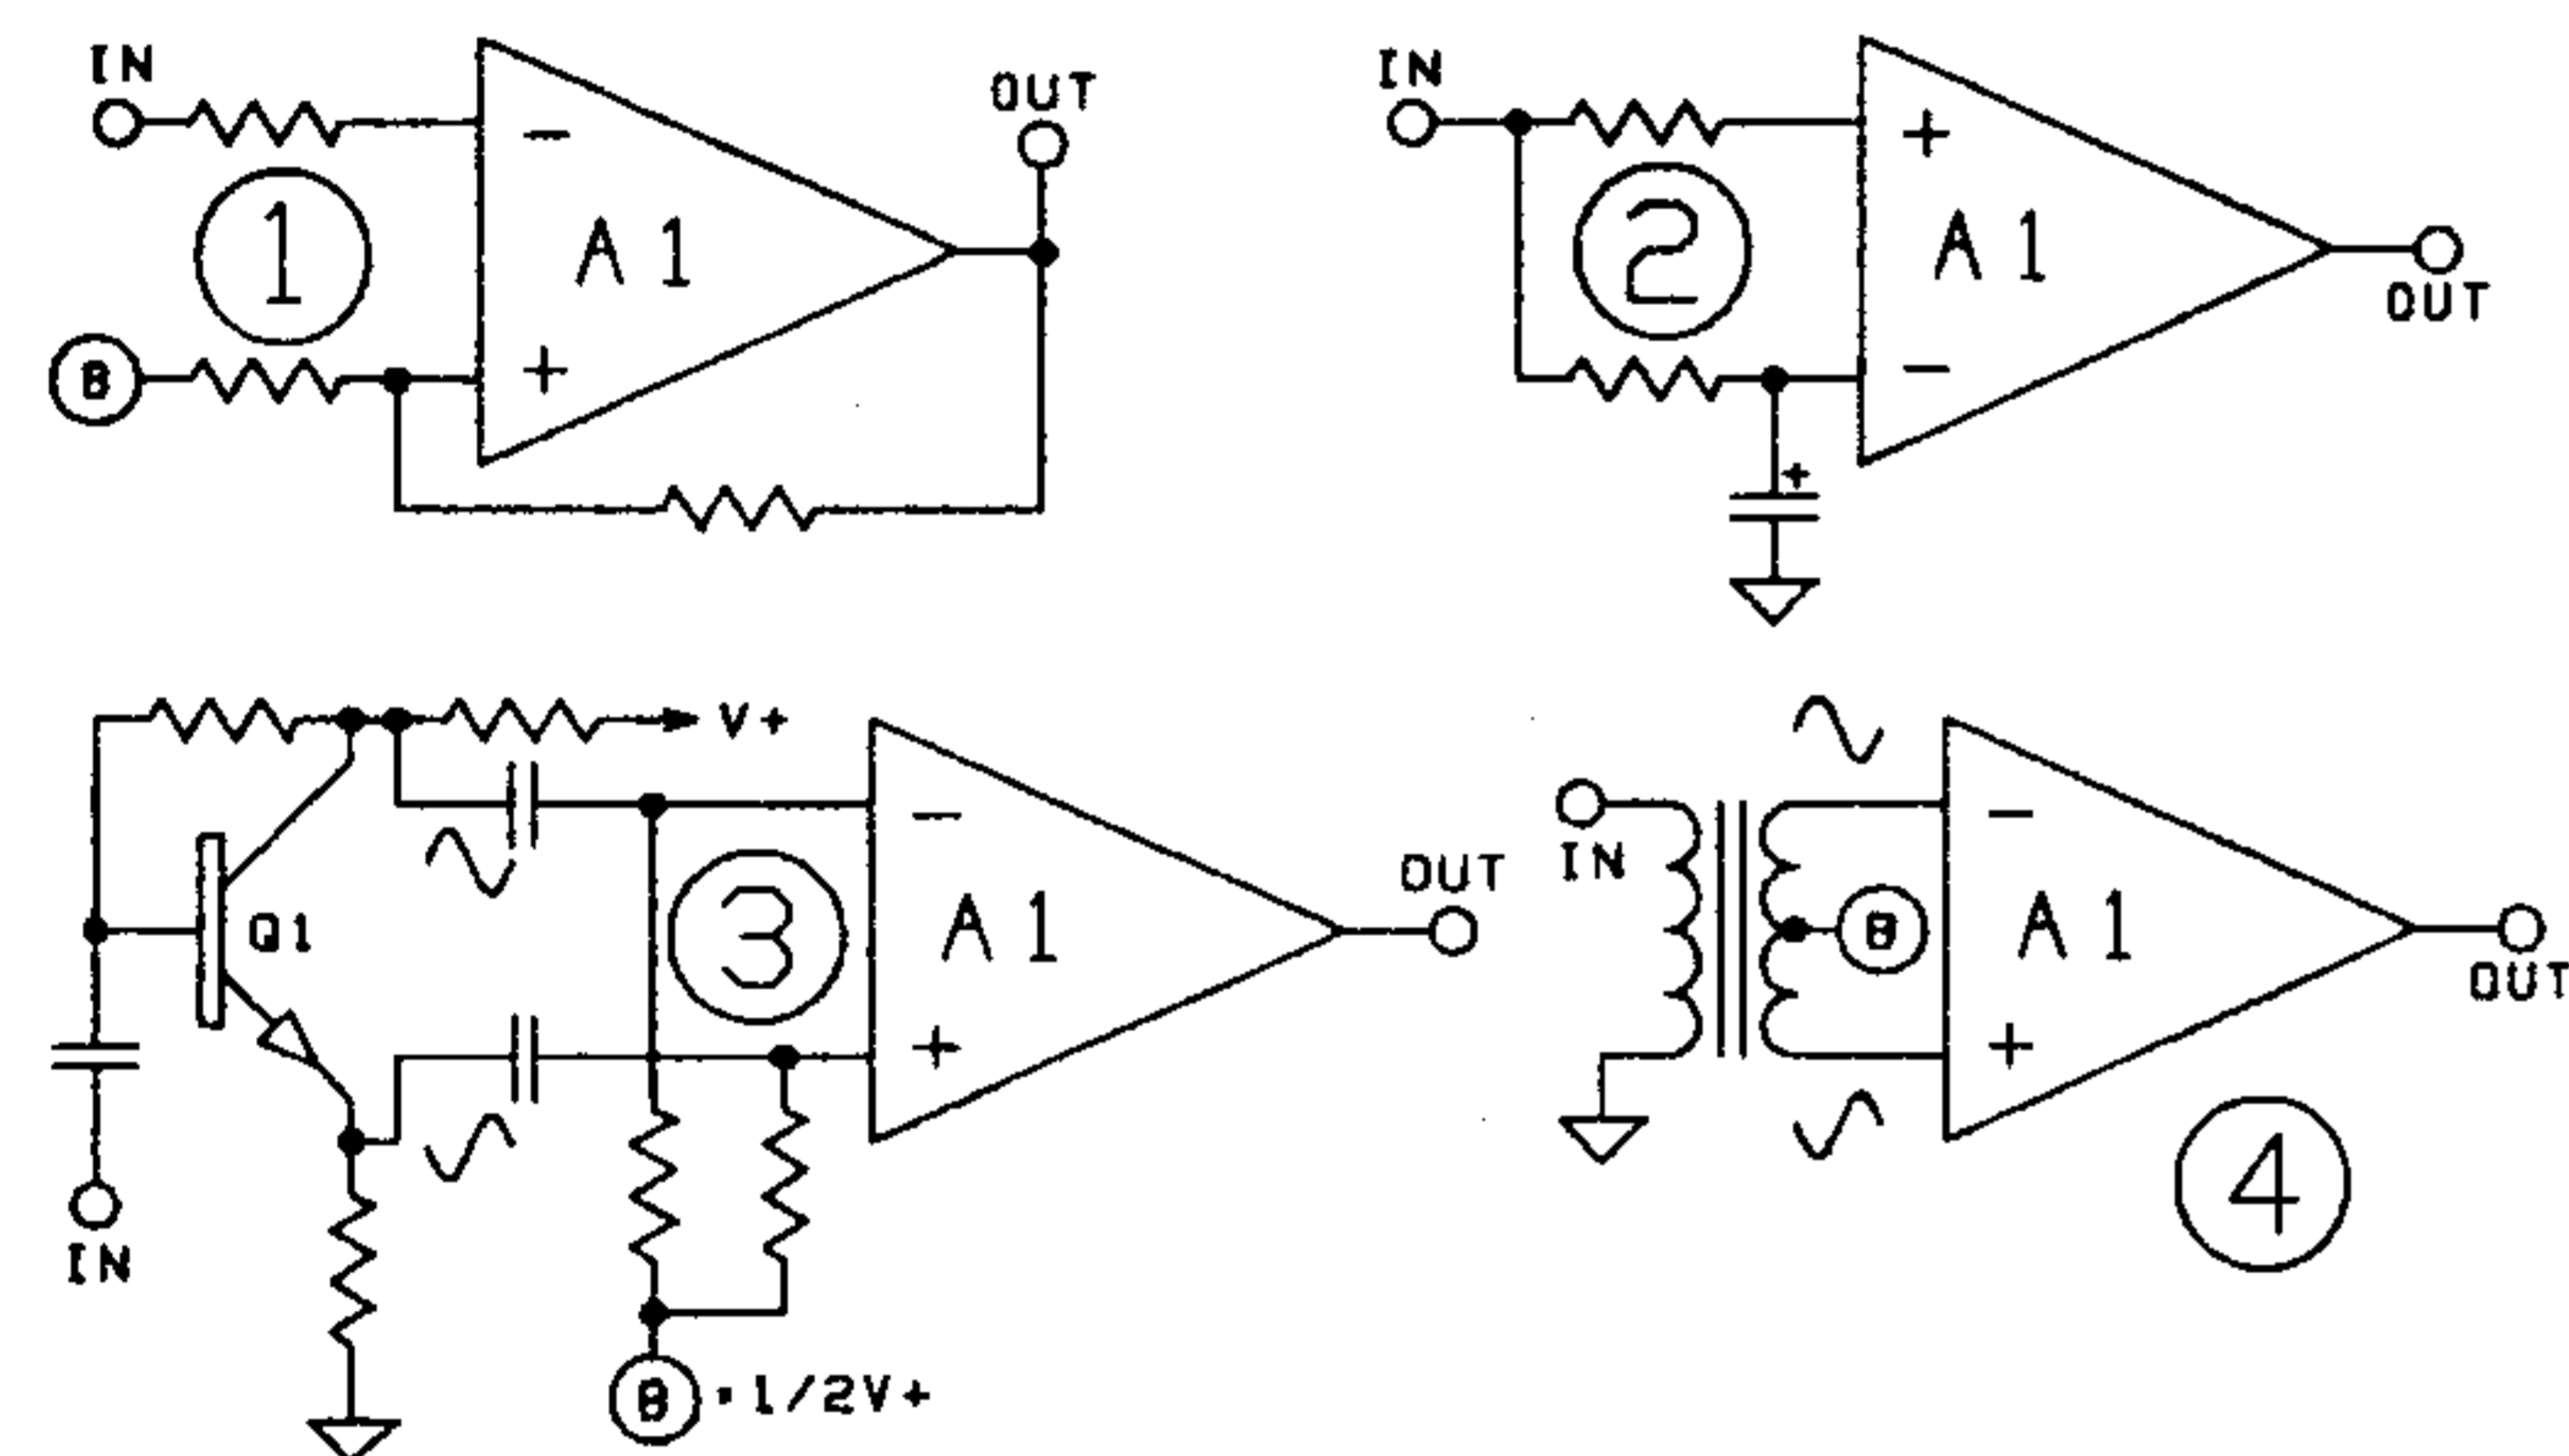 IN
OUT
-
A1
1
B
+
IN
+
2
A1
OUT
-
+
V+
-
Q1
3
A1
OUT
+
IN
B = 1/2V+
IN
-
B
A1
OUT
+
4